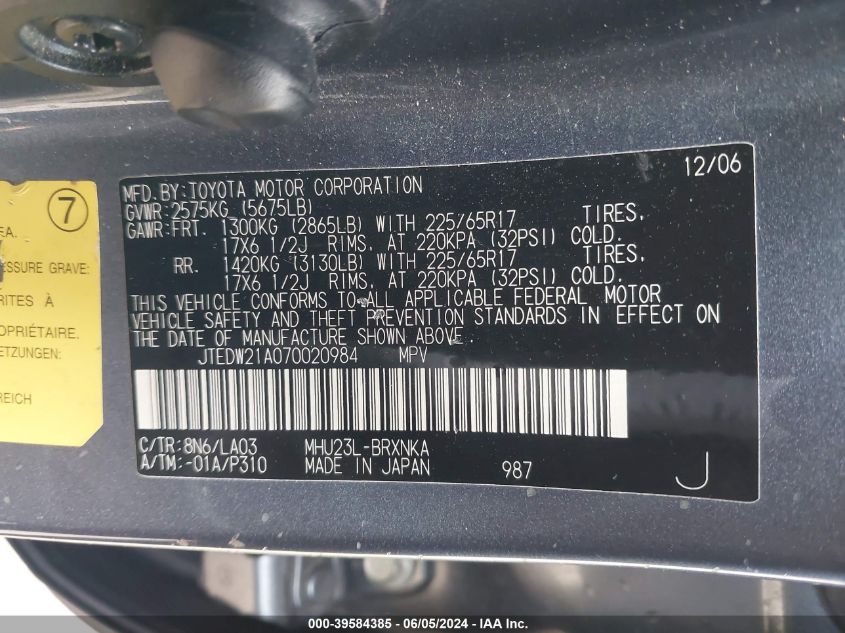 12/06
MFD.BY:TOYOTA MOTOR CORPORATION
GVWR:2575KG (5675LB)
GAWR:FRT. 1300KG (2865LB) WITH 225/65R17 TIRES,
17X6 1/2J RIMS, AT 220KPA (32PSI) COLD.
RR. 1420KG (3130LB) WITH 225/65R17 TIRES,
17X6 1/2J RIMS, AT 220KPA (32PSI) COLD.
THIS VEHICLE CONFORMS TO ALL APPLICABLE FEDERAL MOTOR
VEHICLE SAFETY AND THEFT PREVENTION STANDARDS IN EFFECT ON
THE DATE OF MANUFACTURE SHOWN ABOVE.
JTEDW21A070020984 MPV
C/TR:8N6/LA03 MHU23L-BRXNKA
A/TM:-01A/P310 MADE IN JAPAN 987 J
7
EA.
SSURE GRAVE:
RITES À
OPRIÉTAIRE.
ETZUNGEN:
REICH
000-39584385 - 06/05/2024 - IAA Inc.